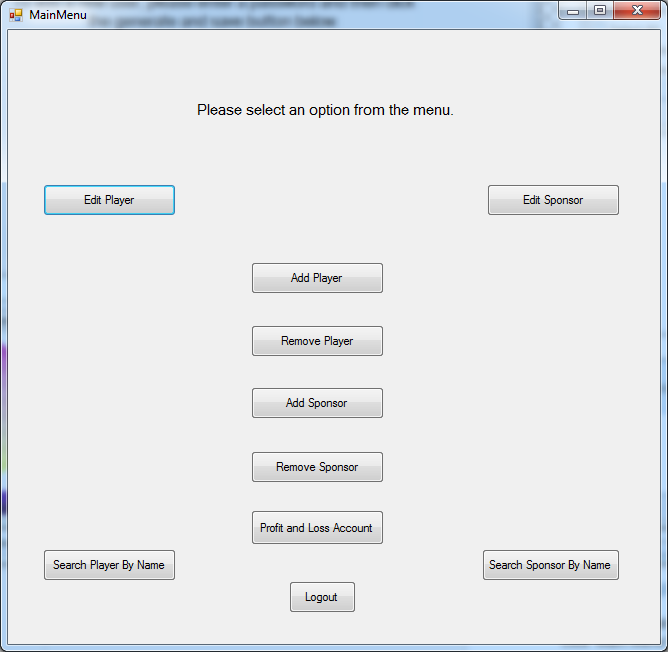 MainMenu
Please select an option from the menu.
Edit Player
Edit Sponsor
Add Player
Remove Player
Add Sponsor
Remove Sponsor
Profit and Loss Account
Search Player By Name
Search Sponsor By Name
Logout